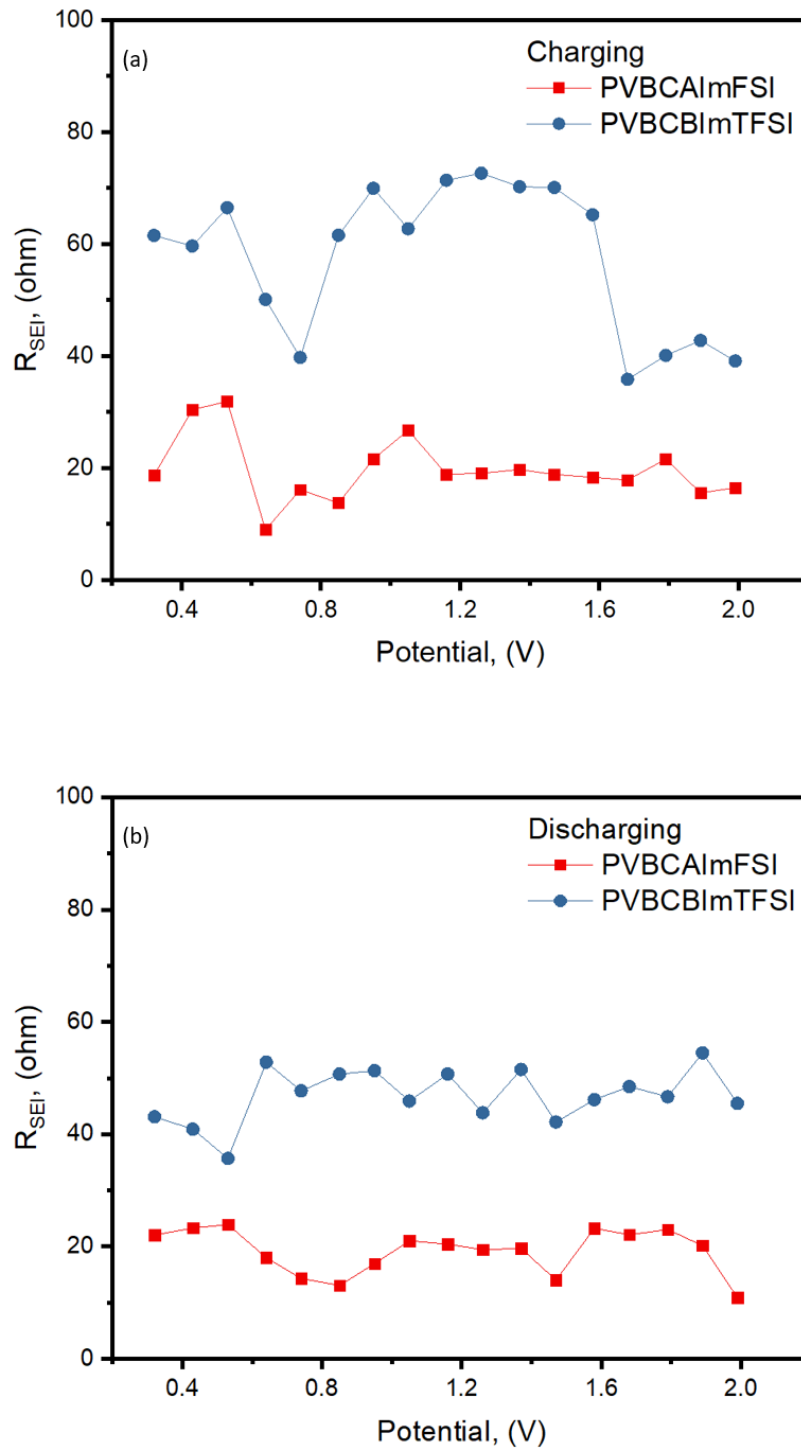 100
(a)
Charging
PVBCAImFSI
80
PVBCBImTFSI
60
R_SEI, (ohm)
40
20
0
0.4 0.8 1.2 1.6 2.0
Potential, (V)
100
(b)
Discharging
PVBCAImFSI
80
PVBCBImTFSI
60
R_SEI, (ohm)
40
20
0
0.4 0.8 1.2 1.6 2.0
Potential, (V)